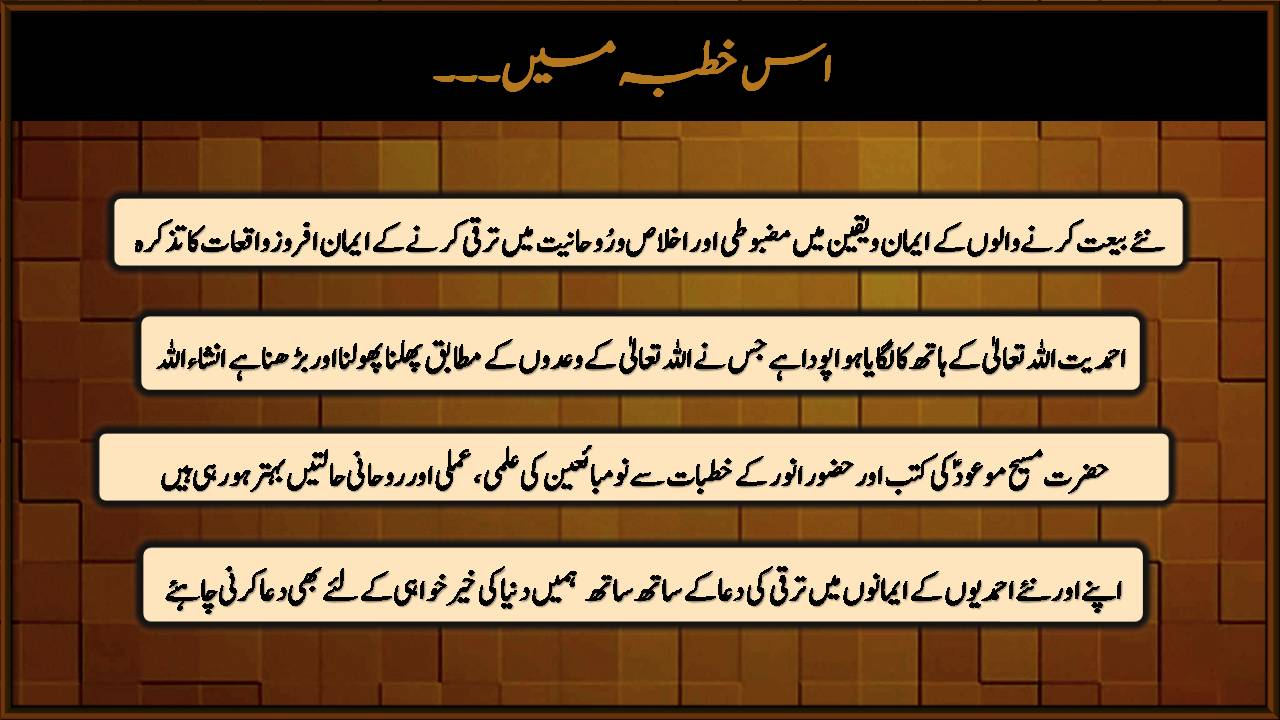 اس خطبہ میں۔۔۔
نئے بیعت کرنے والوں کے ایمان و یقین میں مضبوطی اور اخلاص و رُوحانیت میں ترقی کرنے کے ایمان افروز واقعات کا تذکرہ
احمدیت اللہ تعالیٰ کے ہاتھ کا لگایا ہوا پودا ہے جس نے اللہ تعالیٰ کے وعدوں کے مطابق پھلنا پھولنا اور بڑھنا ہے انشاء اللہ
حضرت مسیح موعودؑ کی کتب اور حضور انور کے خطبات سے نومبائعین کی علمی، عملی اور روحانی حالتیں بہتر ہو رہی ہیں
اپنے اور نئے احمدیوں کے ایمانوں میں ترقی کی دعا کے ساتھ ساتھ ہمیں دنیا کی خیر خواہی کے لئے بھی دعا کرنی چاہئے